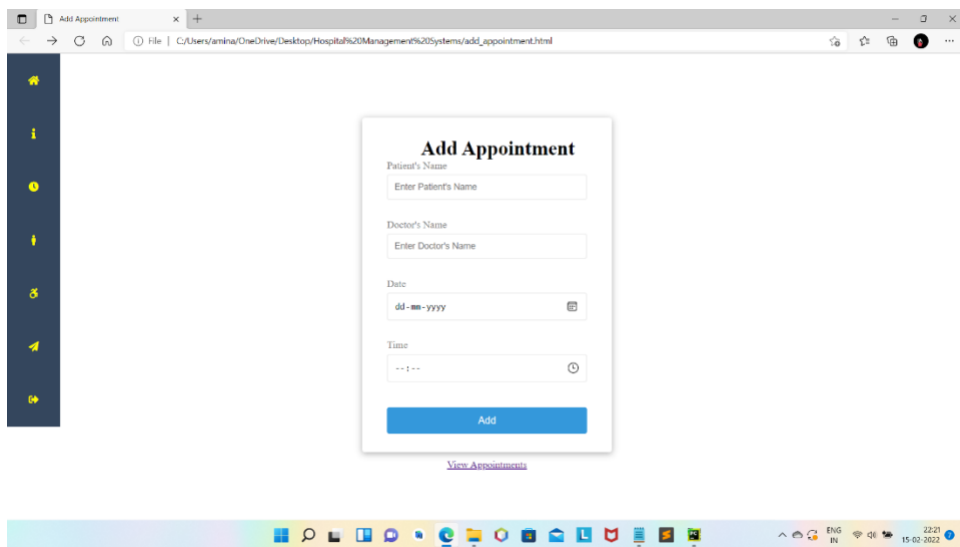 Add Appointment
File | C:/Users/amina/OneDrive/Desktop/Hospital%20Management%20Systems/add_appointment.html
Add Appointment
Patient's Name
Enter Patient's Name
Doctor's Name
Enter Doctor's Name
Date
dd-mm-yyyy
Time
--:--
Add
View Appointments
ENG
IN
22:21
15-02-2022